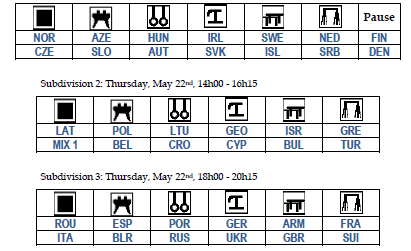 Pause
NOR AZE HUN IRL SWE NED FIN
CZE SLO AUT SVK ISL SRB DEN
Subdivision 2: Thursday, May 22nd, 14h00 - 16h15
LAT POL LTU GEO ISR GRE
MIX 1 BEL CRO CYP BUL TUR
Subdivision 3: Thursday, May 22nd, 18h00 - 20h15
ROU ESP POR GER ARM FRA
ITA BLR RUS UKR GBR SUI